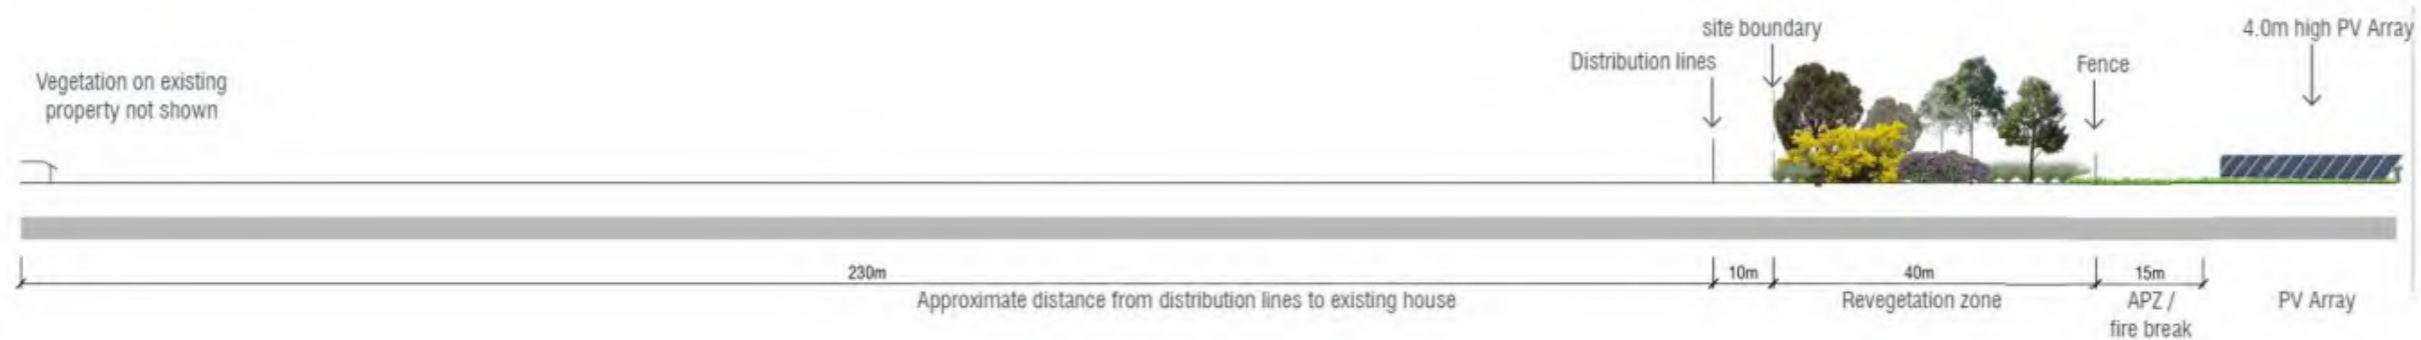 site boundary
4.0m high PV Array
Distribution lines
Fence
Vegetation on existing
property not shown
230m
10m
40m
15m
Approximate distance from distribution lines to existing house
Revegetation zone
APZ /
fire break
PV Array